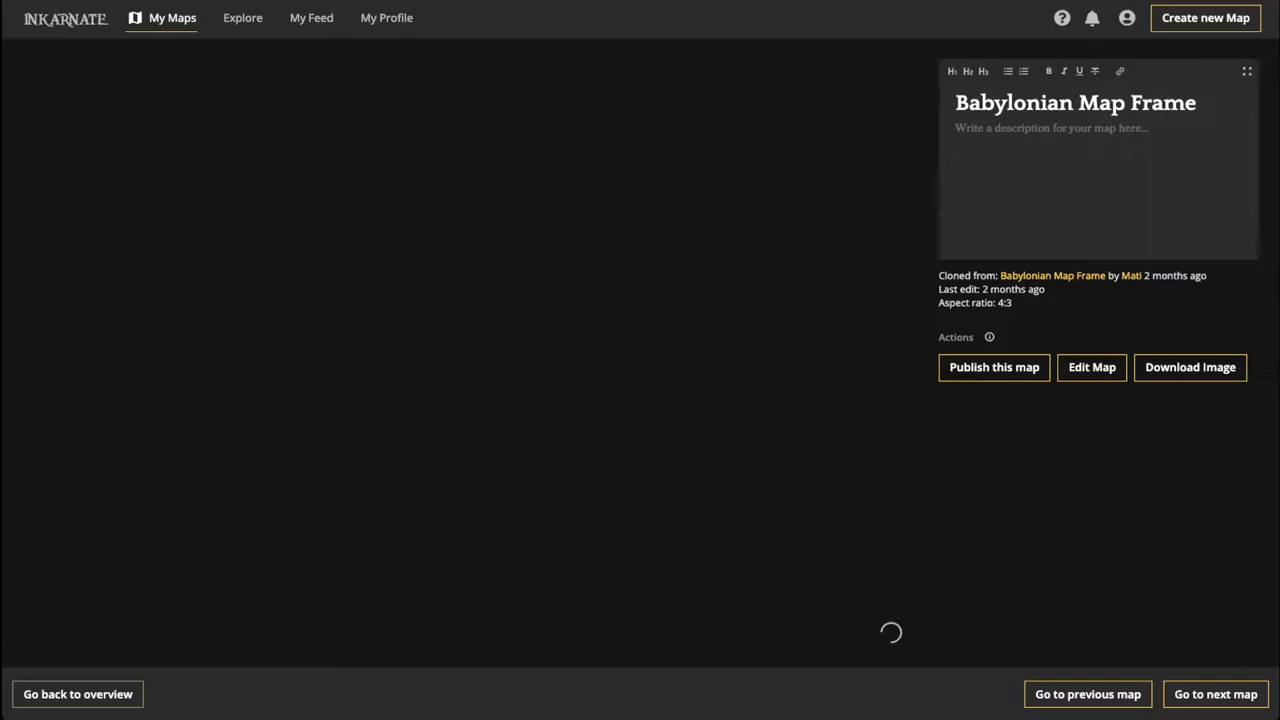 INKARNATE My Maps Explore My Feed My Profile Create new Map
H1 H2 H3 B I U T
Babylonian Map Frame
Write a description for your map here...
Cloned from: Babylonian Map Frame by Mati 2 months ago
Last edit: 2 months ago
Aspect ratio: 4:3
Actions
Publish this map Edit Map Download Image
Go back to overview Go to previous map Go to next map